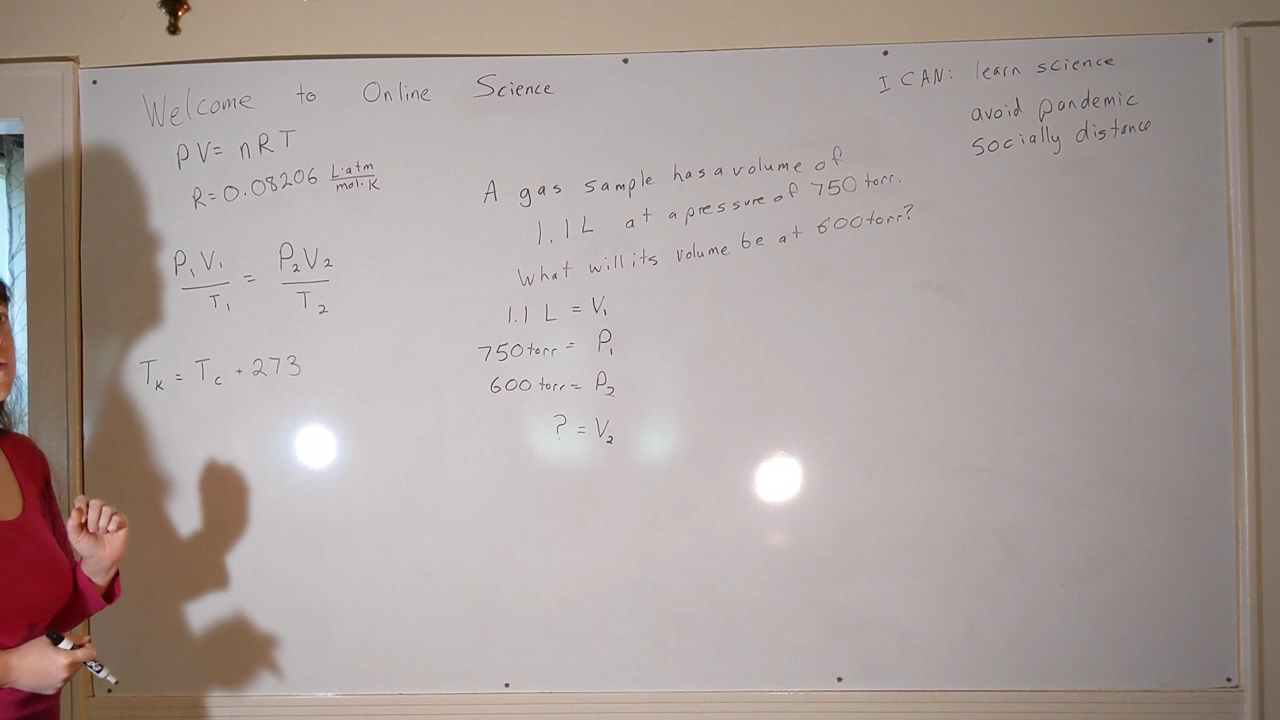 Welcome to Online Science
PV = nRT
R = 0.08206 L·atm/mol·K
P₁V₁/T₁ = P₂V₂/T₂
T_K = T_C + 273
I CAN: learn science
avoid pandemic
socially distance
A gas sample has a volume of
1.1 L at a pressure of 750 torr.
What will its volume be at 600 torr?
1.1 L = V₁
750 torr = P₁
600 torr = P₂
? = V₂